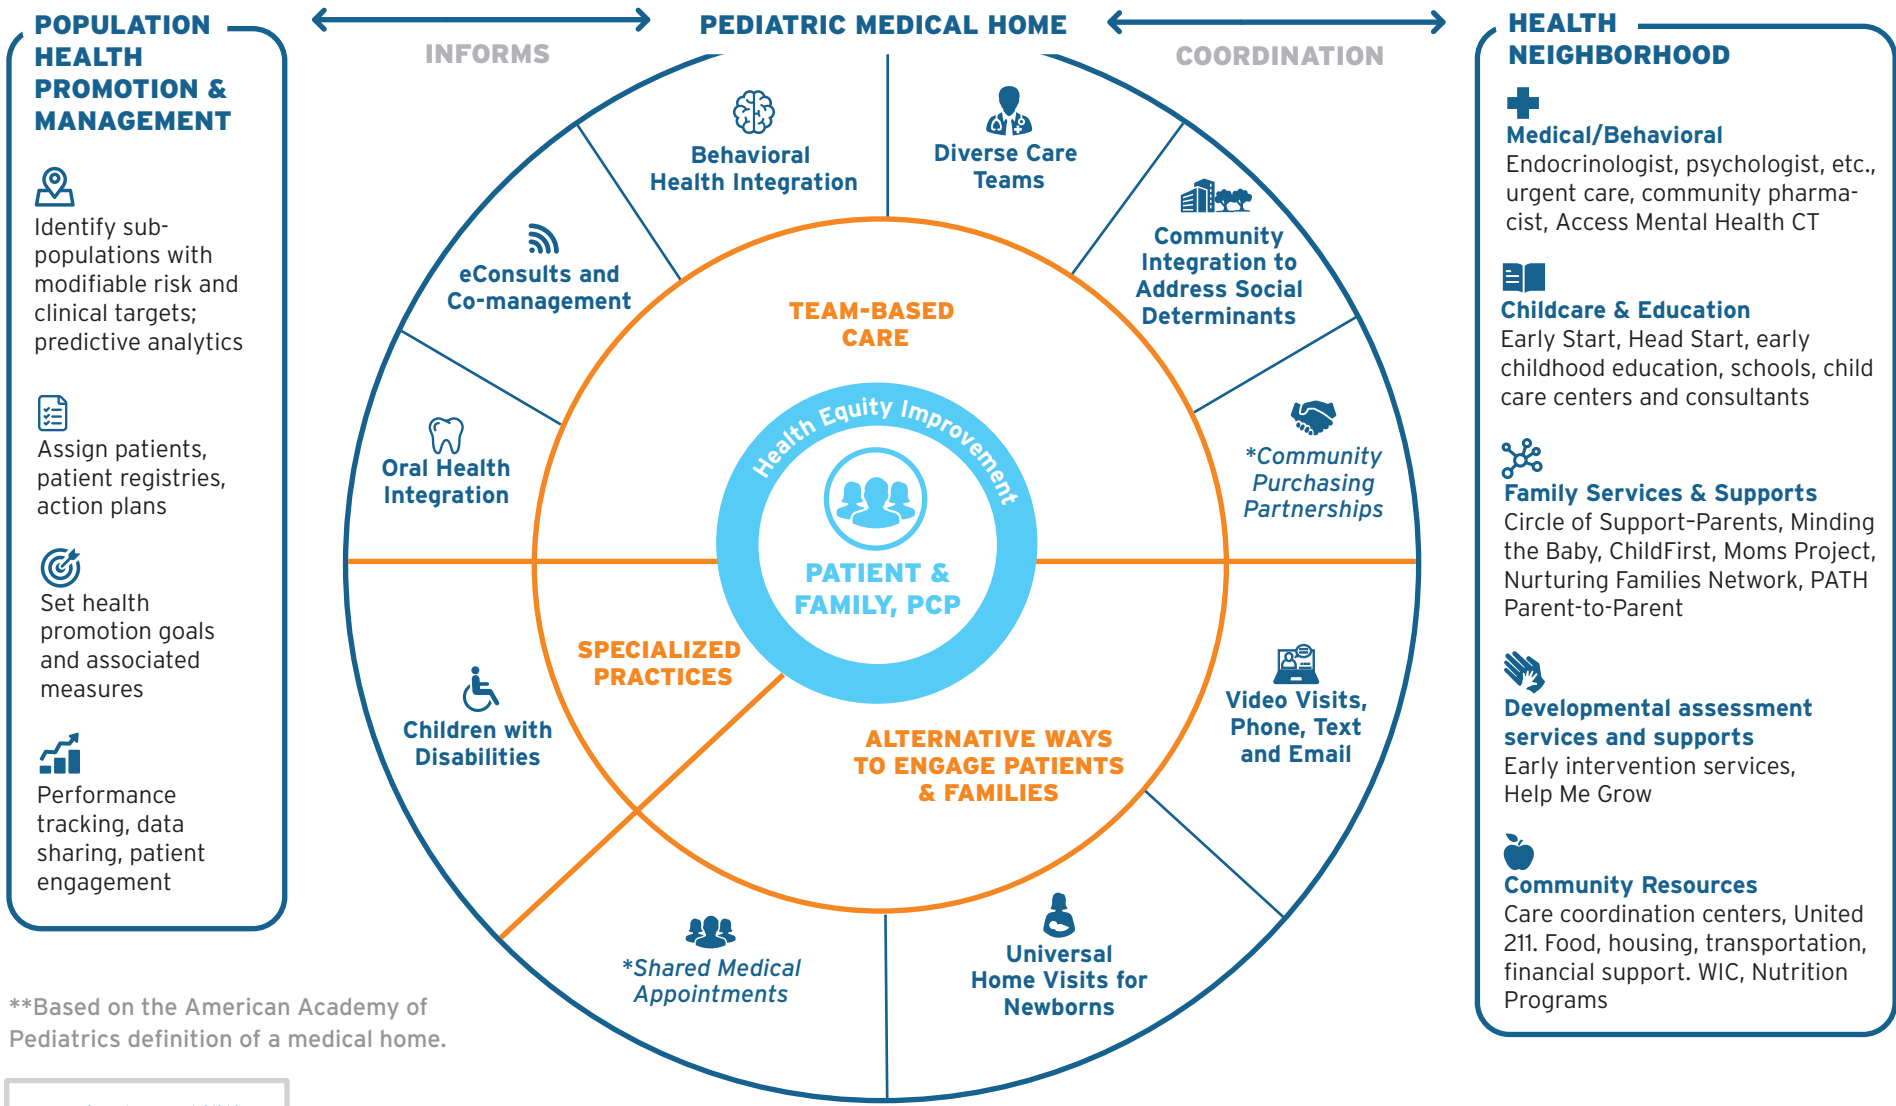 POPULATION
HEALTH
PROMOTION &
MANAGEMENT
Identify sub-
populations with
modifiable risk and
clinical targets;
predictive analytics
Assign patients,
patient registries,
action plans
Set health
promotion goals
and associated
measures
Performance
tracking, data
sharing, patient
engagement
**Based on the American Academy of
Pediatrics definition of a medical home.
INFORMS
PEDIATRIC MEDICAL HOME
COORDINATION
Behavioral
Health Integration
Diverse Care
Teams
eConsults and
Co-management
Community
Integration to
Address Social
Determinants
Oral Health
Integration
*Community
Purchasing
Partnerships
TEAM-BASED
CARE
Health Equity Improvement
PATIENT &
FAMILY, PCP
SPECIALIZED
PRACTICES
ALTERNATIVE WAYS
TO ENGAGE PATIENTS
& FAMILIES
Children with
Disabilities
Video Visits,
Phone, Text
and Email
*Shared Medical
Appointments
Universal
Home Visits for
Newborns
HEALTH
NEIGHBORHOOD
Medical/Behavioral
Endocrinologist, psychologist, etc.,
urgent care, community pharma-
cist, Access Mental Health CT
Childcare & Education
Early Start, Head Start, early
childhood education, schools, child
care centers and consultants
Family Services & Supports
Circle of Support–Parents, Minding
the Baby, ChildFirst, Moms Project,
Nurturing Families Network, PATH
Parent-to-Parent
Developmental assessment
services and supports
Early intervention services,
Help Me Grow
Community Resources
Care coordination centers, United
211. Food, housing, transportation,
financial support. WIC, Nutrition
Programs